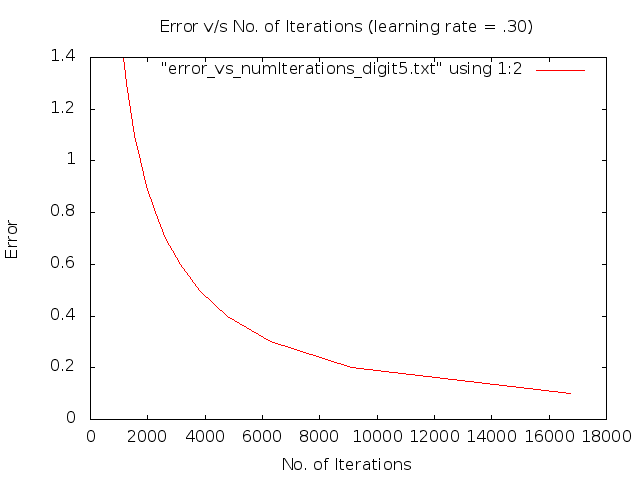 Error v/s No. of Iterations (learning rate = .30)
"error_vs_numIterations_digit5.txt" using 1:2
1.4
1.2
1
0.8
0.6
0.4
0.2
0
Error
0 2000 4000 6000 8000 10000 12000 14000 16000 18000
No. of Iterations